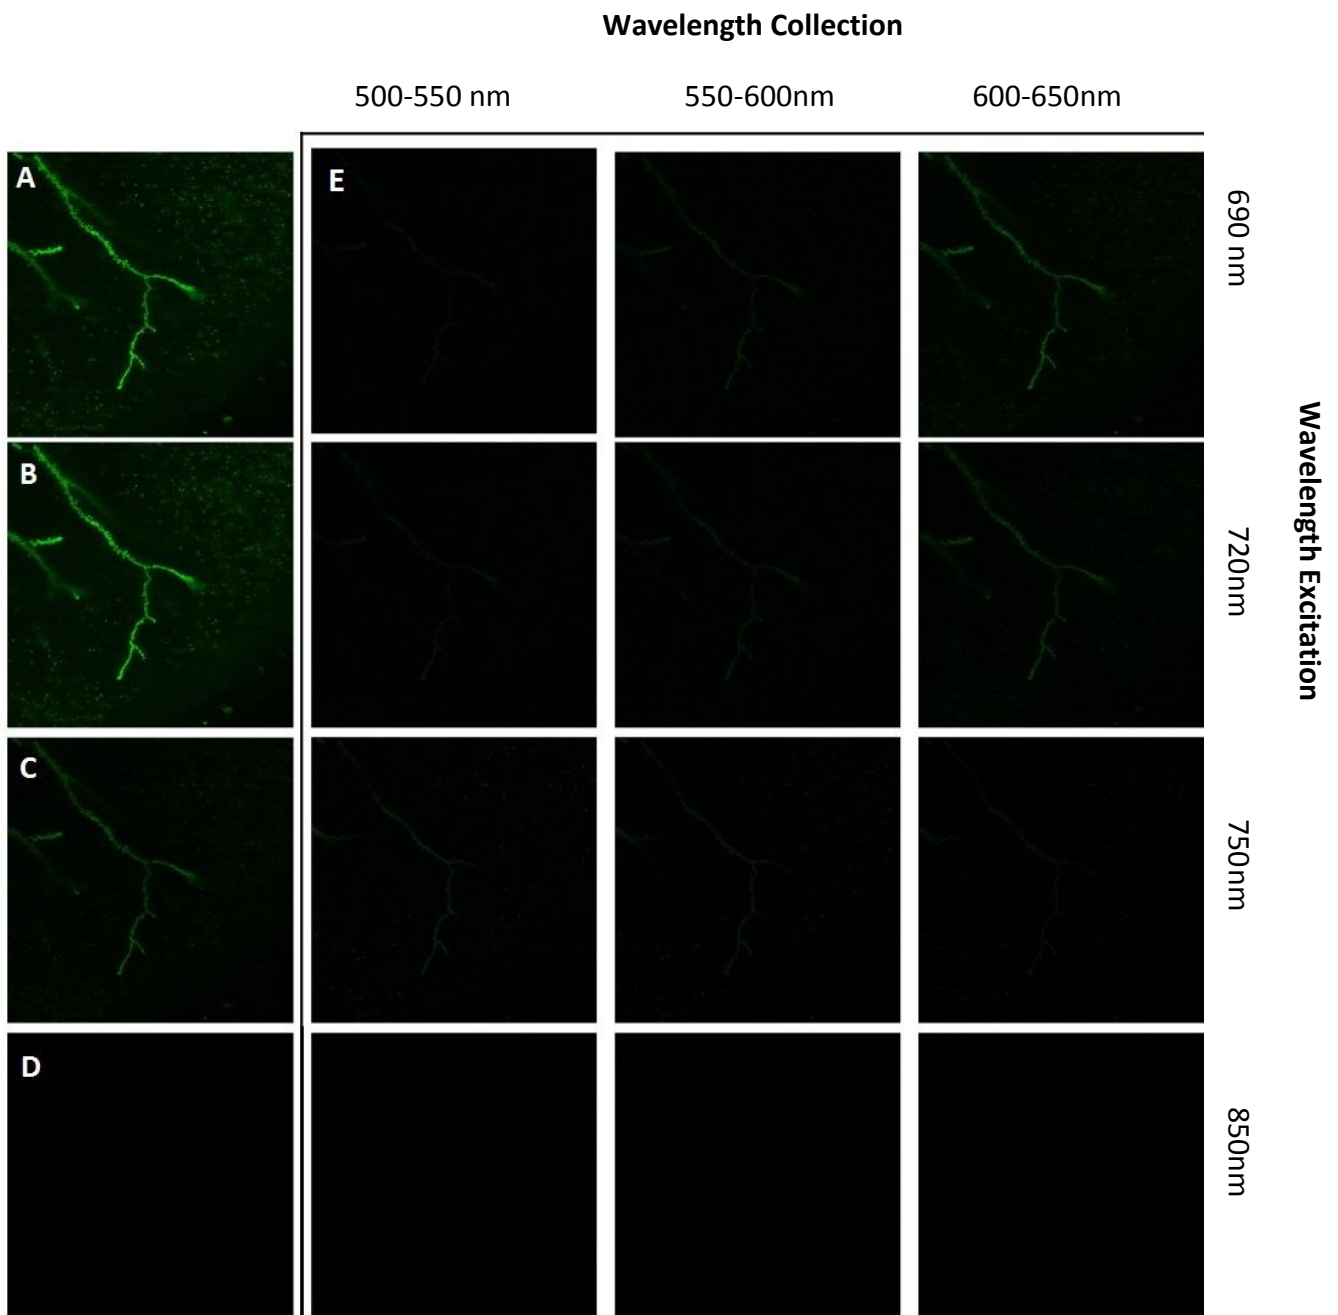 Wavelength Collection
500-550 nm
550-600nm
600-650nm
A
E
690 nm
B
720nm
Wavelength Excitation
C
750nm
D
850nm